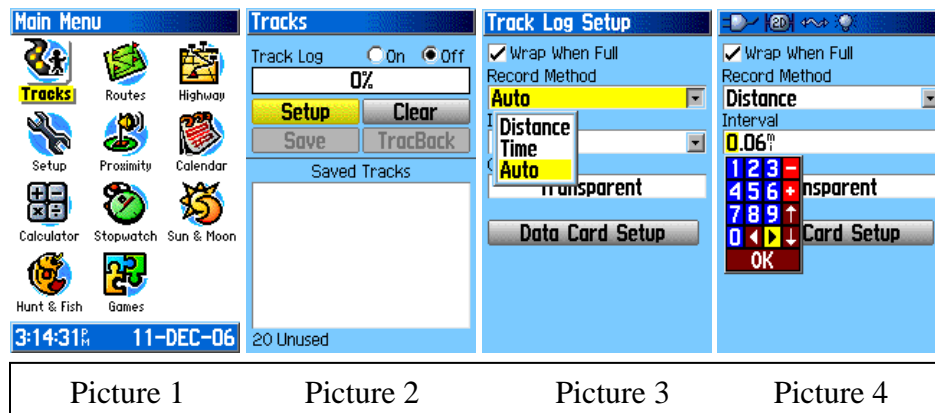 Main Menu
Tracks Routes Highway
Setup Proximity Calendar
Calculator Stopwatch Sun & Moon
Hunt & Fish Games
3:14:31PM 11-DEC-06
Tracks
Track Log On Off
0%
Setup Clear
Save TracBack
Saved Tracks
20 Unused
Track Log Setup
Wrap When Full
Record Method
Auto
Distance
Time
Auto
Transparent
Data Card Setup
2D
Wrap When Full
Record Method
Distance
Interval
0.06m
1 2 3 -
4 5 6 + nsparent
7 8 9 ↑
0 ◄ ► ↓ Card Setup
OK
Picture 1 Picture 2 Picture 3 Picture 4